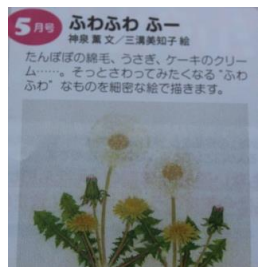 5月号
ふわふわ ふー
神泉 薫 文／三溝美知子 絵
たんぽぽの綿毛、うさぎ、ケーキのクリー
ム……。そっとさわってみたくなる“ふわ
ふわ”なものを細密な絵で描きます。